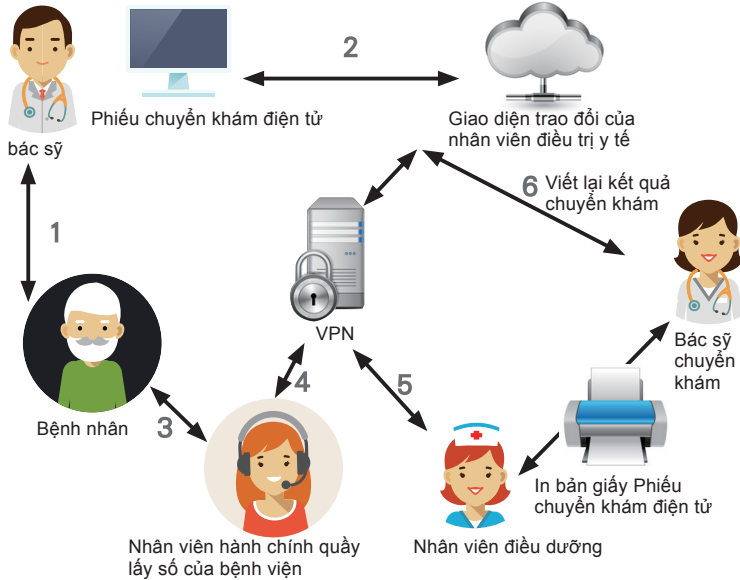 2
Phiếu chuyển khám điện tử
Giao diện trao đổi của
nhân viên điều trị y tế
bác sỹ
1
6 Viết lại kết quả
chuyển khám
VPN
Bác sỹ
chuyển
khám
4
5
3
Bệnh nhân
In bản giấy Phiếu
chuyển khám điện tử
Nhân viên hành chính quầy
lấy số của bệnh viện
Nhân viên điều dưỡng